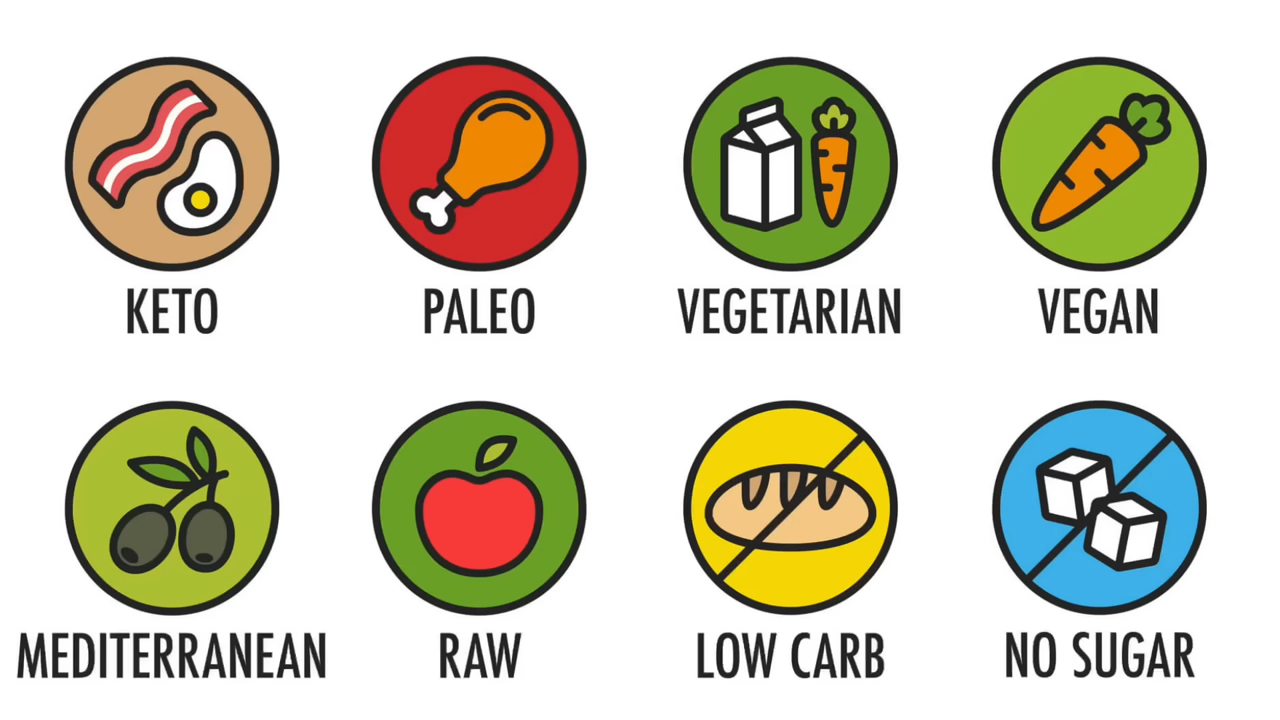 KETO
PALEO
VEGETARIAN
VEGAN
MEDITERRANEAN
RAW
LOW CARB
NO SUGAR